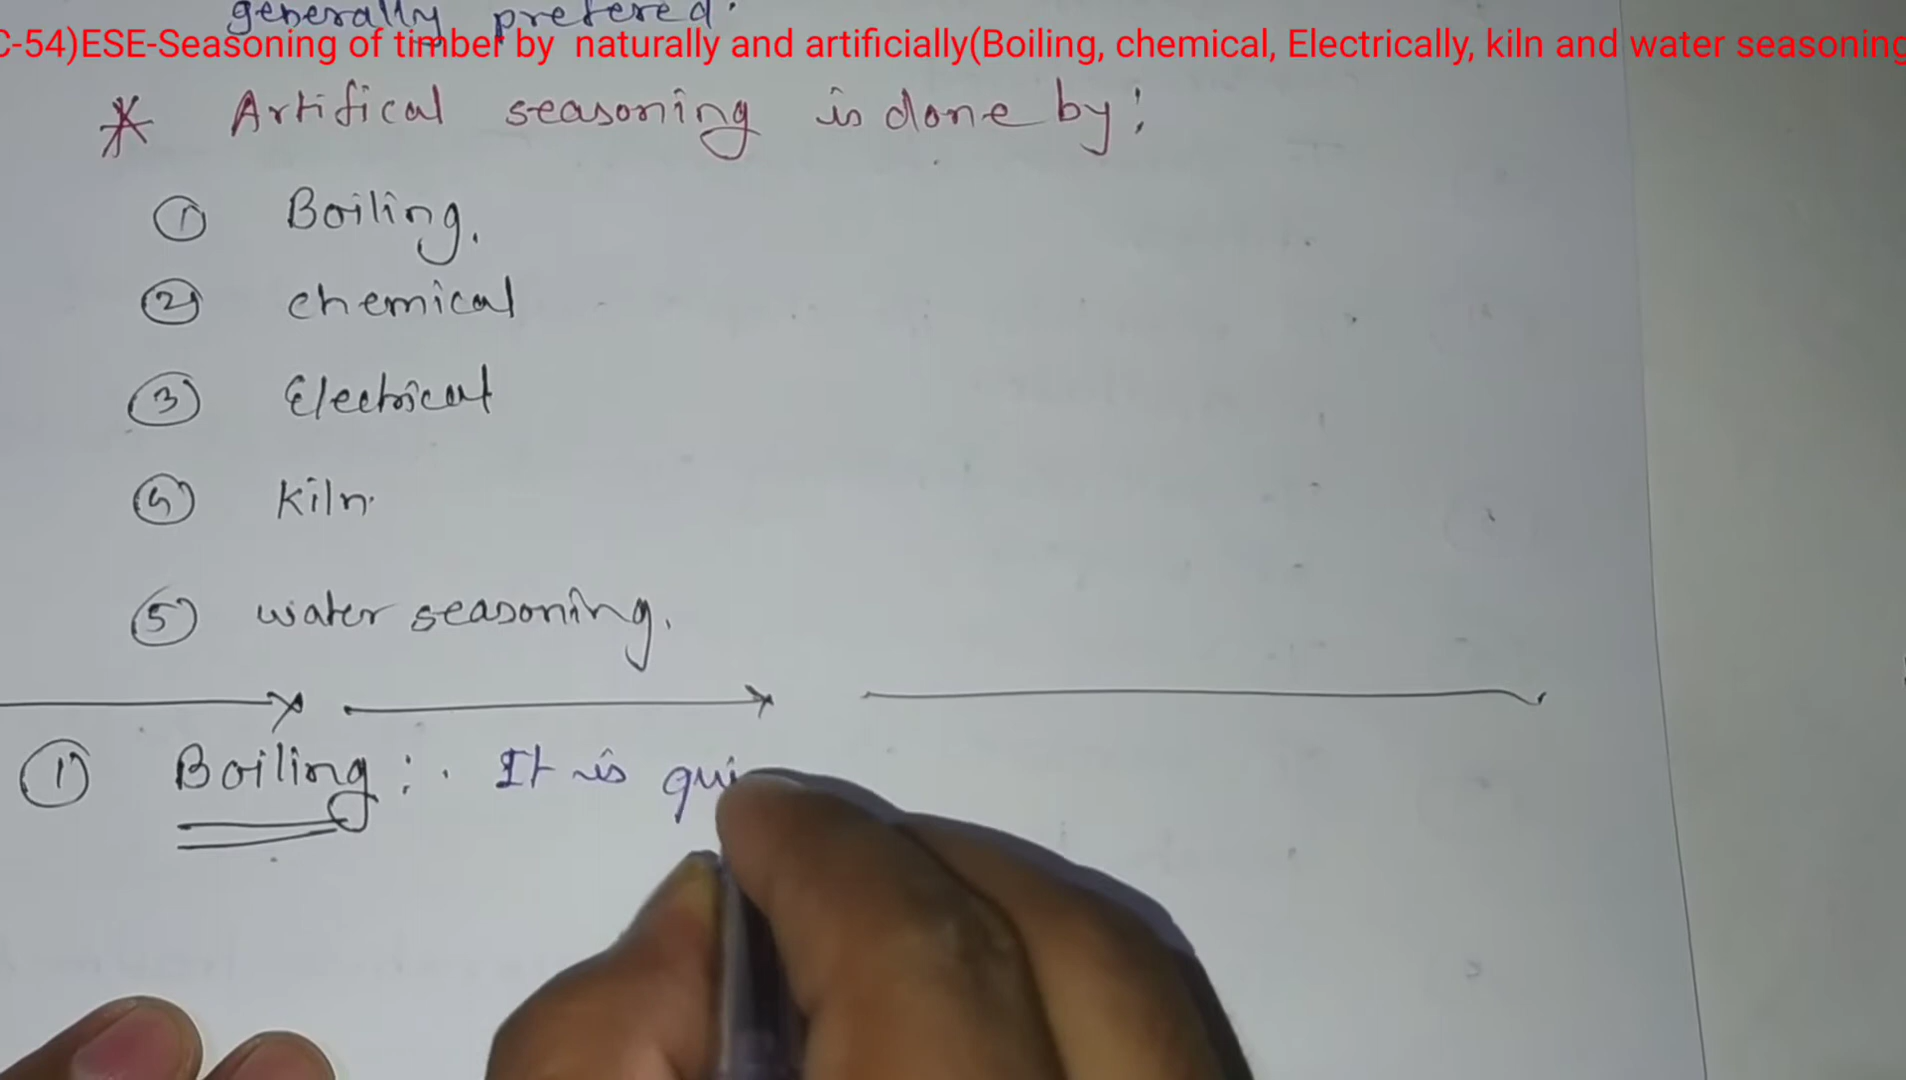 generally prefered.
C-54)ESE-Seasoning of timber by naturally and artificially(Boiling, chemical, Electrically, kiln and water seasoning
* Artifical seasoning is done by:
① Boiling.
② chemical
③ Electrical
④ Kiln.
⑤ water seasoning.
① Boiling: It is qui